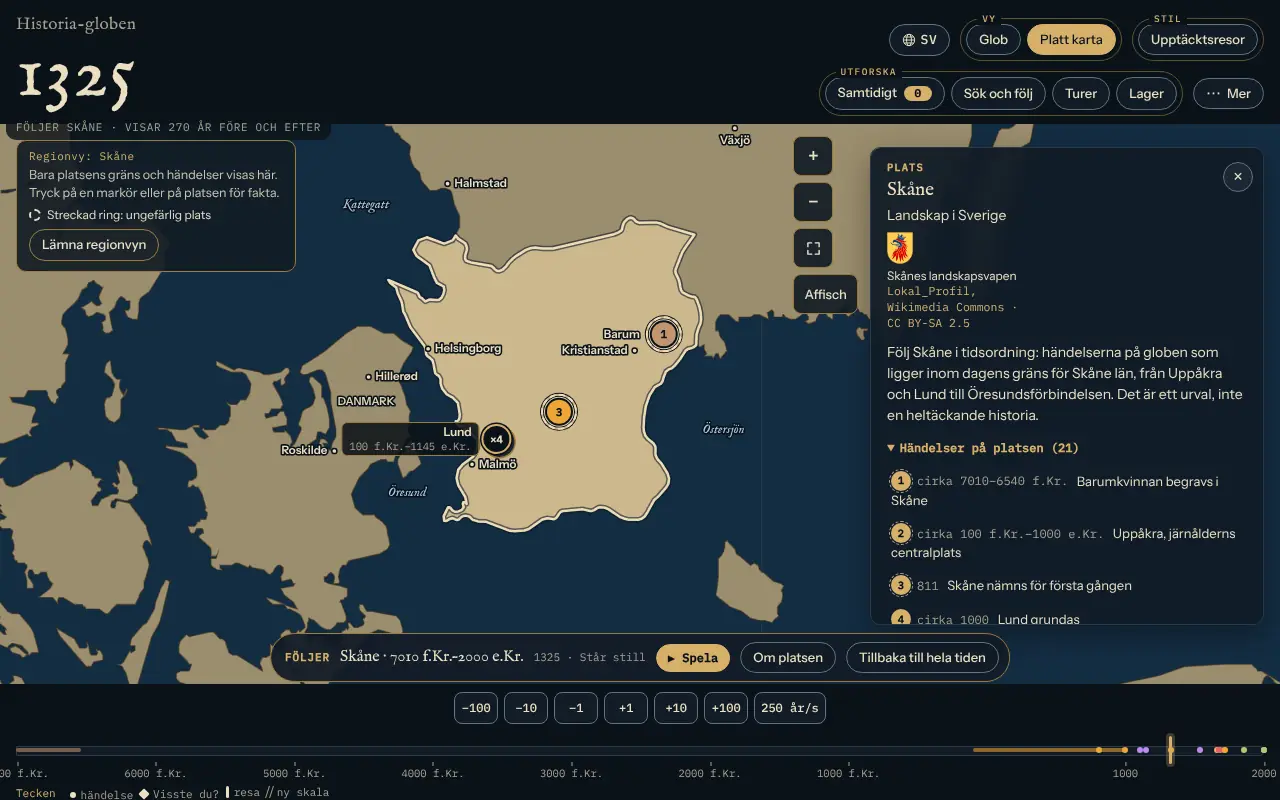 Historia-globen
1325
FÖLJER SKÅNE · VISAR 270 ÅR FÖRE OCH EFTER
SV
VY
Glob
Platt karta
STIL
Upptäcktsresor
UTFORSKA
Samtidigt 0
Sök och följ
Turer
Lager
··· Mer
Regionvy: Skåne
Bara platsens gräns och händelser visas här.
Tryck på en markör eller på platsen för fakta.
Streckad ring: ungefärlig plats
Lämna regionvyn
Växjö
Halmstad
Kattegatt
Barum
1
Kristianstad
Helsingborg
Hillerød
DANMARK
3
Lund
100 f.Kr.–1145 e.Kr.
×4
Roskilde
Malmö
Östersjön
Öresund
+
−
Affisch
PLATS
Skåne
×
Landskap i Sverige
Skånes landskapsvapen
Lokal_Profil,
Wikimedia Commons ·
CC BY-SA 2.5
Följ Skåne i tidsordning: händelserna på globen som
ligger inom dagens gräns för Skåne län, från Uppåkra
och Lund till Öresundsförbindelsen. Det är ett urval, inte
en heltäckande historia.
▼ Händelser på platsen (21)
1 cirka 7010–6540 f.Kr. Barumkvinnan begravs i
Skåne
2 cirka 100 f.Kr.–1000 e.Kr. Uppåkra, järnålderns
centralplats
3 811 Skåne nämns för första gången
4 cirka 1000 Lund grundas
FÖLJER Skåne · 7010 f.Kr.–2000 e.Kr. 1325 · Står still
▶ Spela
Om platsen
Tillbaka till hela tiden
−100
−10
−1
+1
+10
+100
250 år/s
00 f.Kr.
6000 f.Kr.
5000 f.Kr.
4000 f.Kr.
3000 f.Kr.
2000 f.Kr.
1000 f.Kr.
1000
2000
Tecken händelse Visste du? resa // ny skala